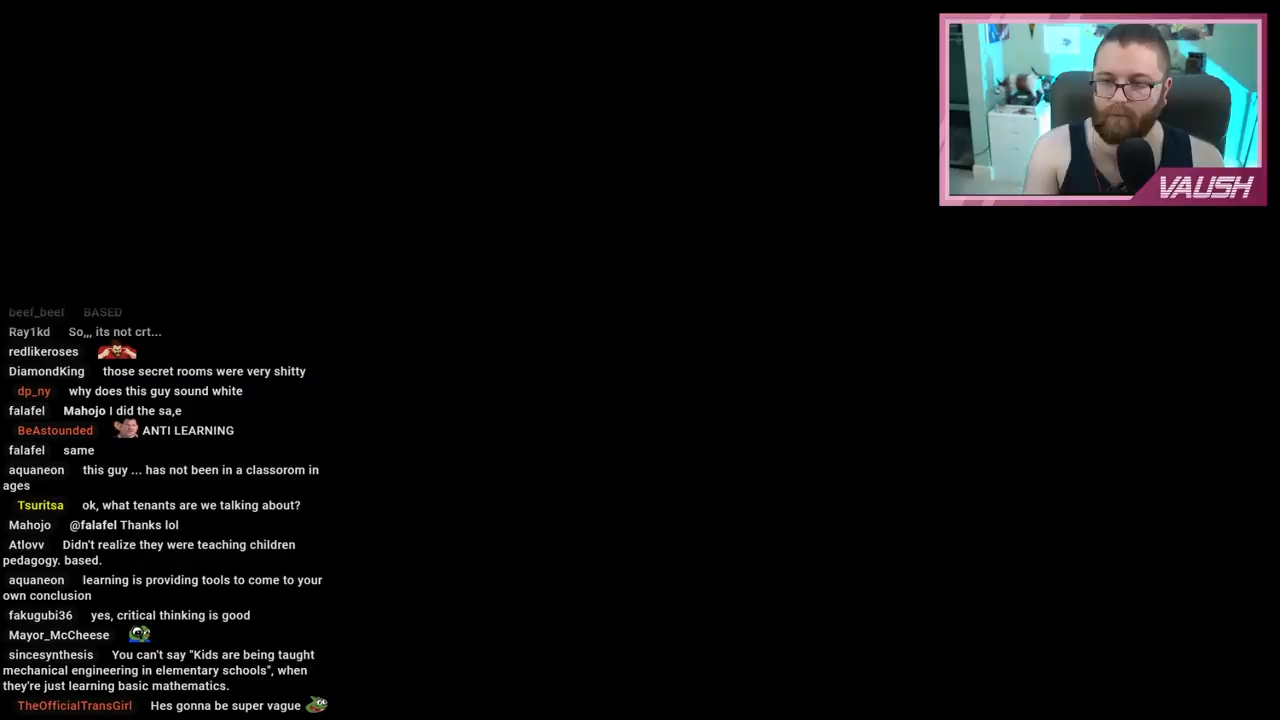 VAUSH
beef_beef BASED
Ray1kd So,,, its not crt...
redlikeroses
DiamondKing those secret rooms were very shitty
dp_ny why does this guy sound white
falafel Mahojo I did the sa,e
BeAstounded ANTI LEARNING
falafel same
aquaneon this guy ... has not been in a classorom in
ages
Tsuritsa ok, what tenants are we talking about?
Mahojo @falafel Thanks lol
Atlovv Didn't realize they were teaching children
pedagogy. based.
aquaneon learning is providing tools to come to your
own conclusion
fakugubi36 yes, critical thinking is good
Mayor_McCheese
sincesynthesis You can't say "Kids are being taught
mechanical engineering in elementary schools", when
they're just learning basic mathematics.
TheOfficialTransGirl Hes gonna be super vague